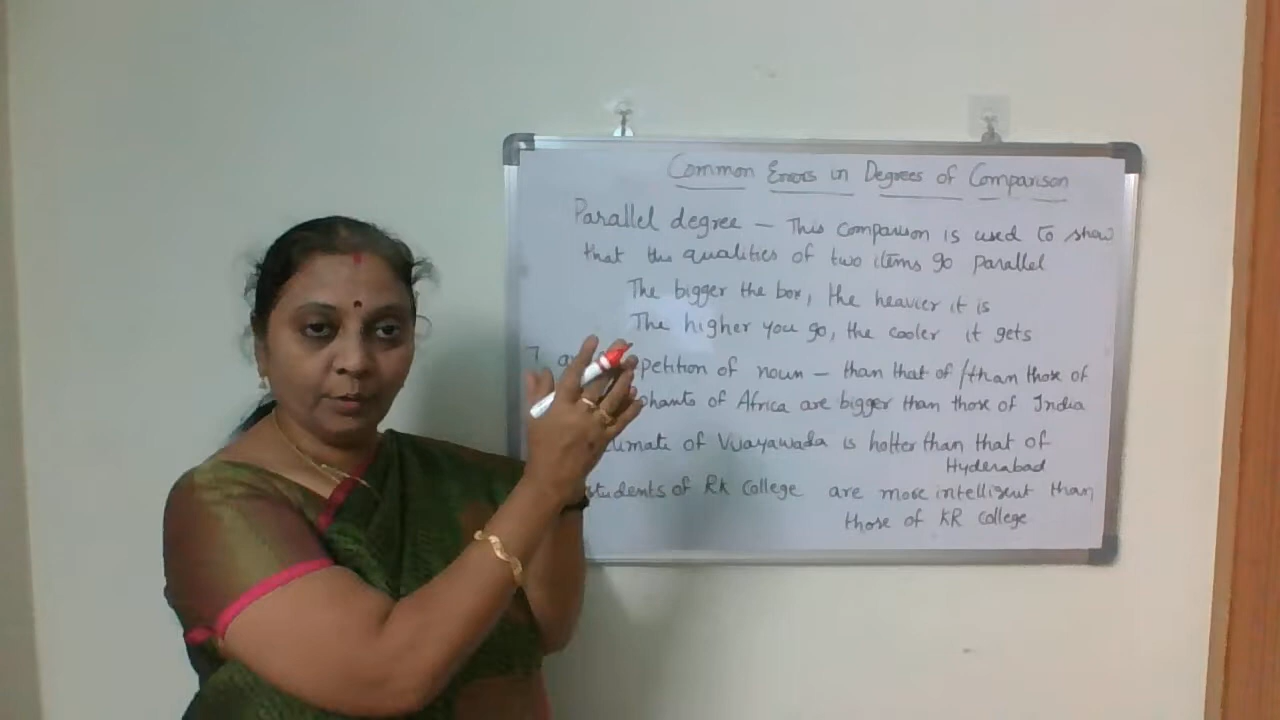 Common Errors in Degrees of Comparison
Parallel degree — This comparison is used to show
that the qualities of two items go parallel
The bigger the box, the heavier it is
The higher you go, the cooler it gets
petition of noun — than that of / than those of
phants of Africa are bigger than those of India
climate of Vijayawada is hotter than that of
Hyderabad
students of RK College are more intelligent than
those of KR College